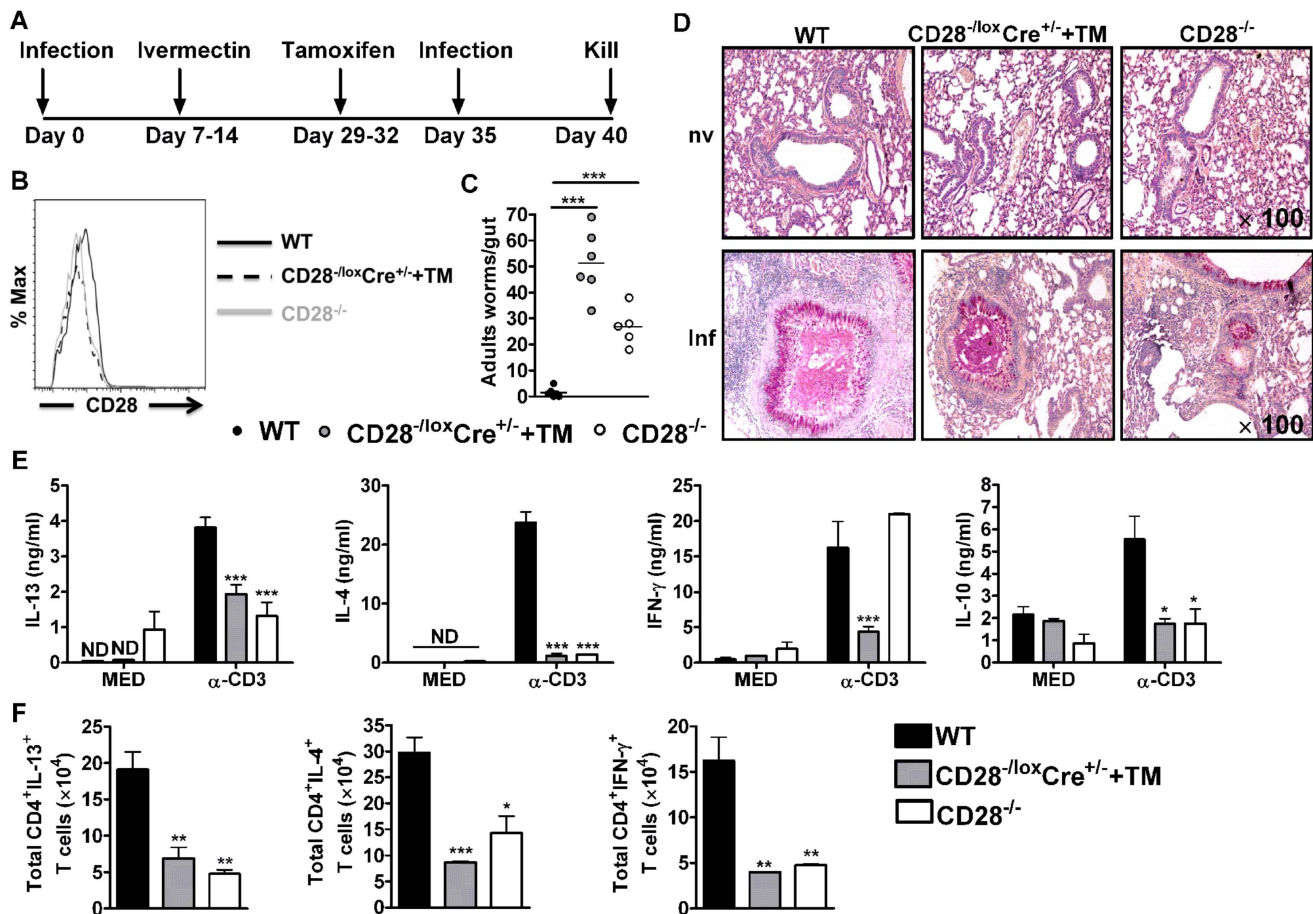 A
Infection Ivermectin Tamoxifen Infection Kill
Day 0 Day 7-14 Day 29-32 Day 35 Day 40
B
% Max
CD28
WT
CD28-/loxCre+/-+TM
CD28-/-
C
***
***
Adults worms/gut
70
60
50
40
30
20
10
0
WT CD28-/loxCre+/-+TM CD28-/-
D
WT CD28-/loxCre+/-+TM CD28-/-
nv
× 100
Inf
× 100
E
IL-13 (ng/ml)
5
4
3
2
1
0
ND ND
***
***
MED α-CD3
IL-4 (ng/ml)
30
20
10
0
ND
*** ***
MED α-CD3
IFN-γ (ng/ml)
25
20
15
10
5
0
***
MED α-CD3
IL-10 (ng/ml)
8
7
6
5
4
3
2
1
0
* *
MED α-CD3
F
Total CD4+IL-13+
T cells (×104)
25
20
15
10
5
0
**
**
Total CD4+IL-4+
T cells (×104)
35
30
25
20
15
10
5
0
***
*
Total CD4+IFN-γ+
T cells (×104)
20
15
10
5
0
**
**
WT
CD28-/loxCre+/-+TM
CD28-/-